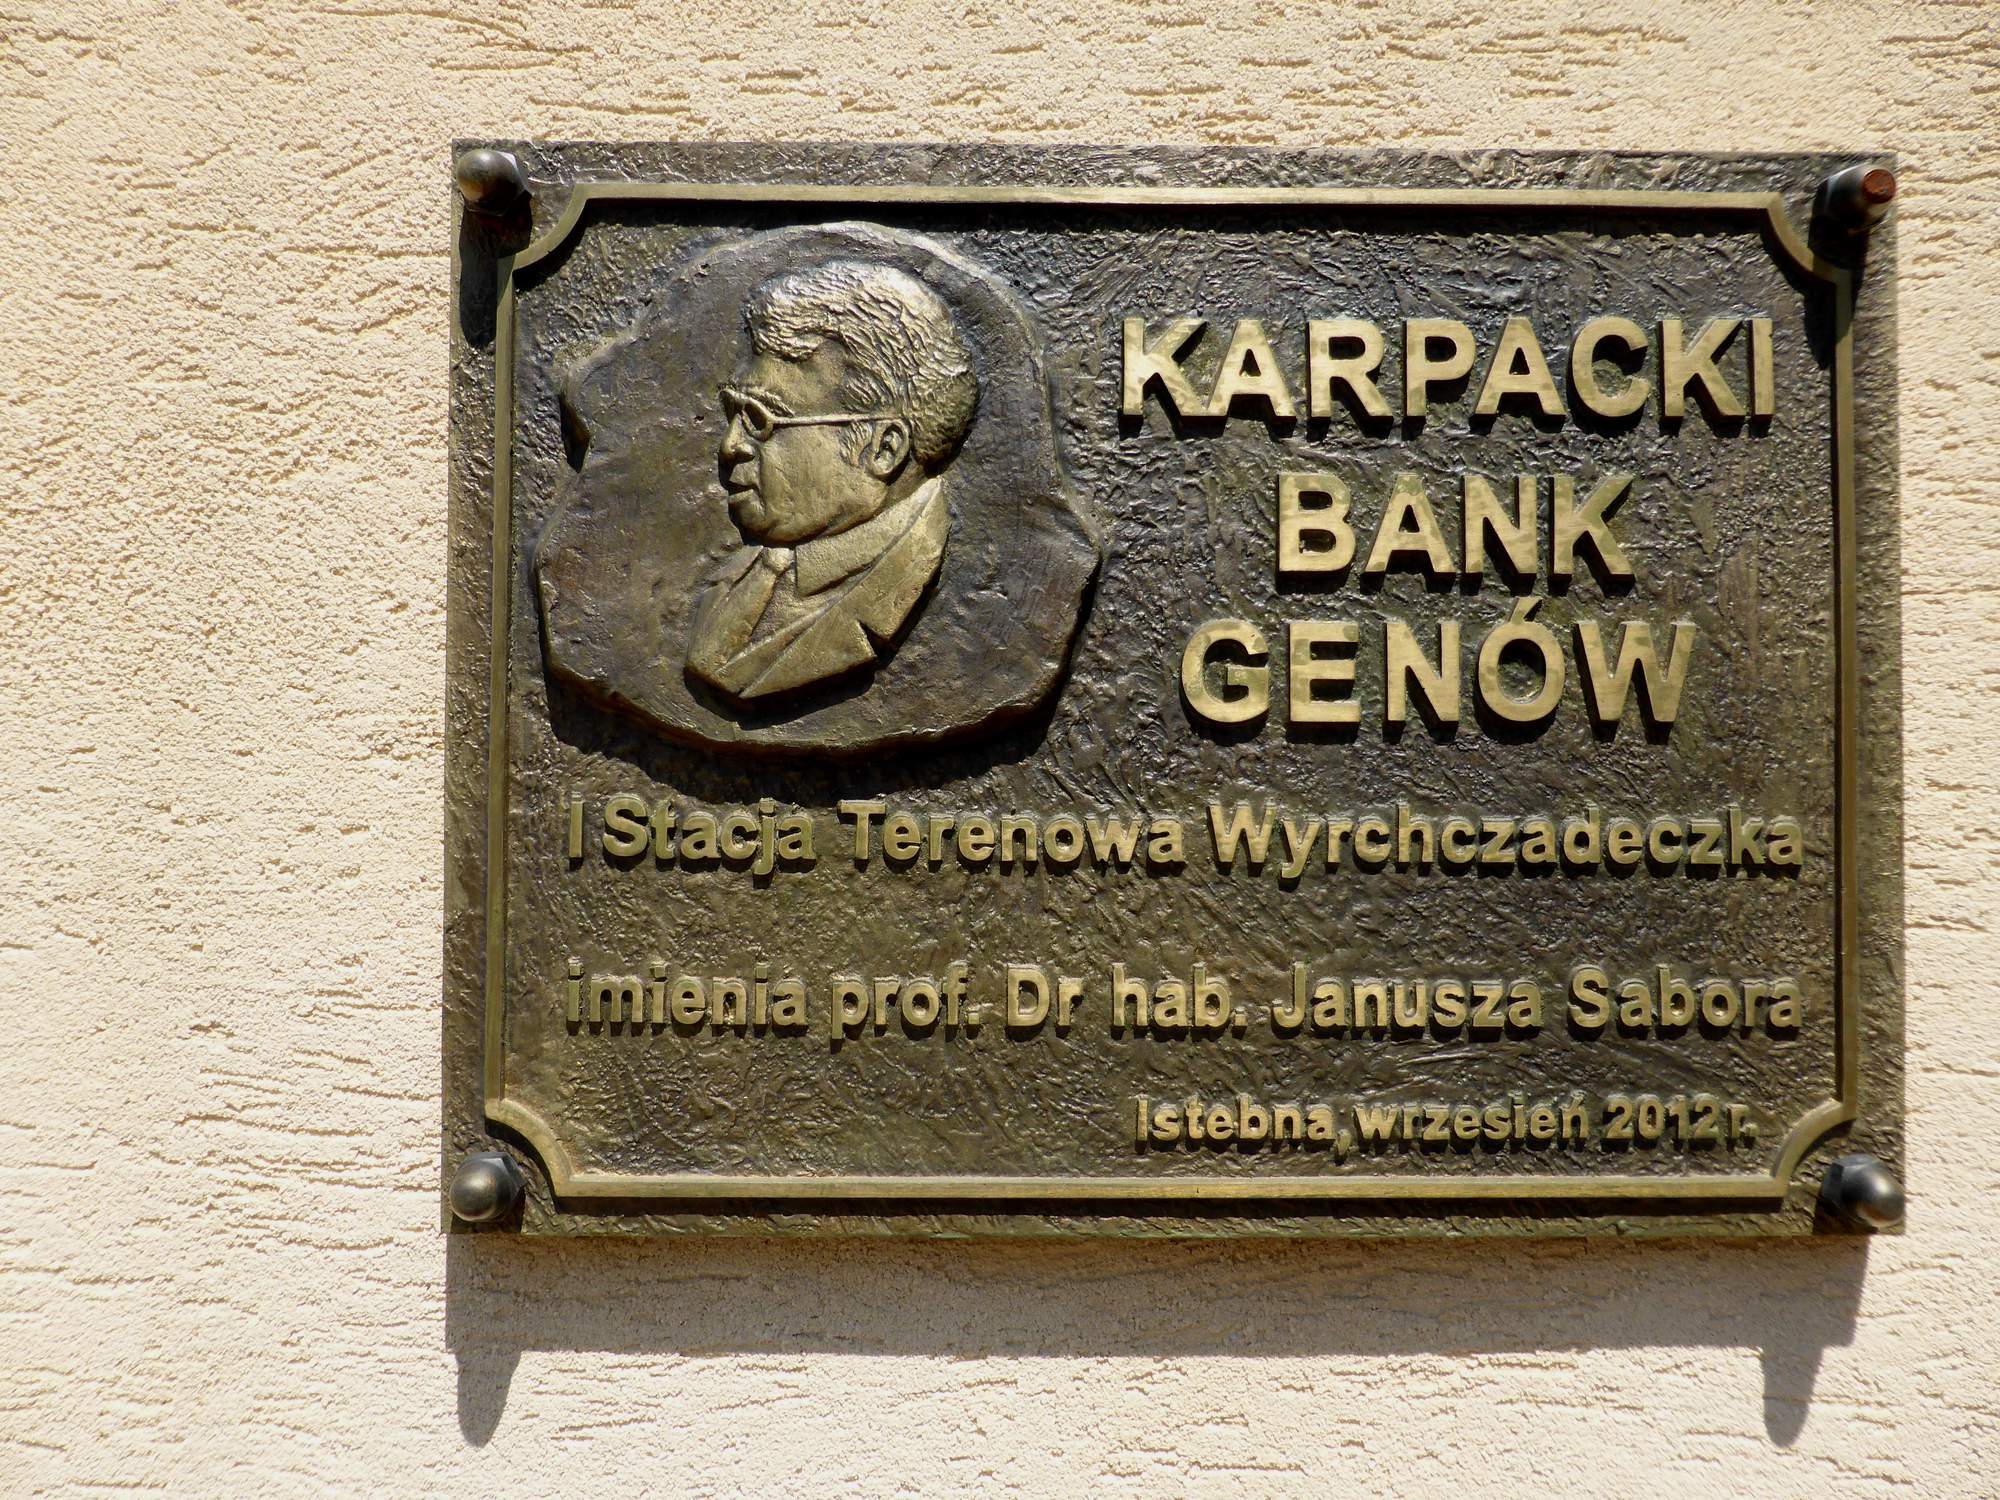 KARPACKI
BANK
GENÓW
I Stacja Terenowa Wyrchczadeczka
imienia prof. Dr hab. Janusza Sabora
Istebna, wrzesień 2012 r.